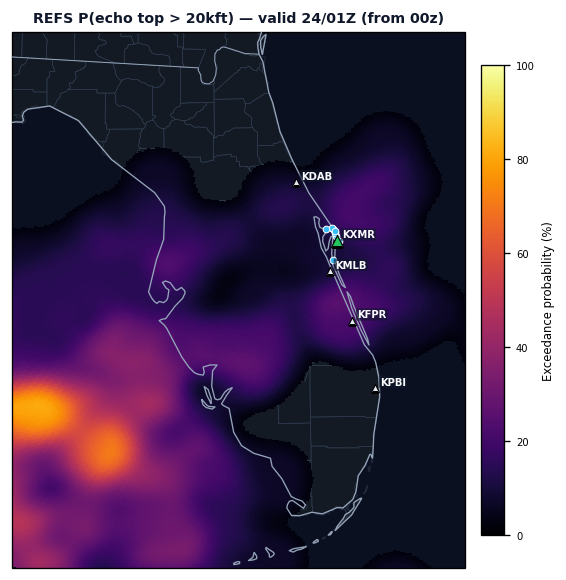 REFS P(echo top > 20kft) — valid 24/01Z (from 00z)
KDAB
KXMR
KMLB
KFPR
KPBI
100
80
60
40
20
0
Exceedance probability (%)